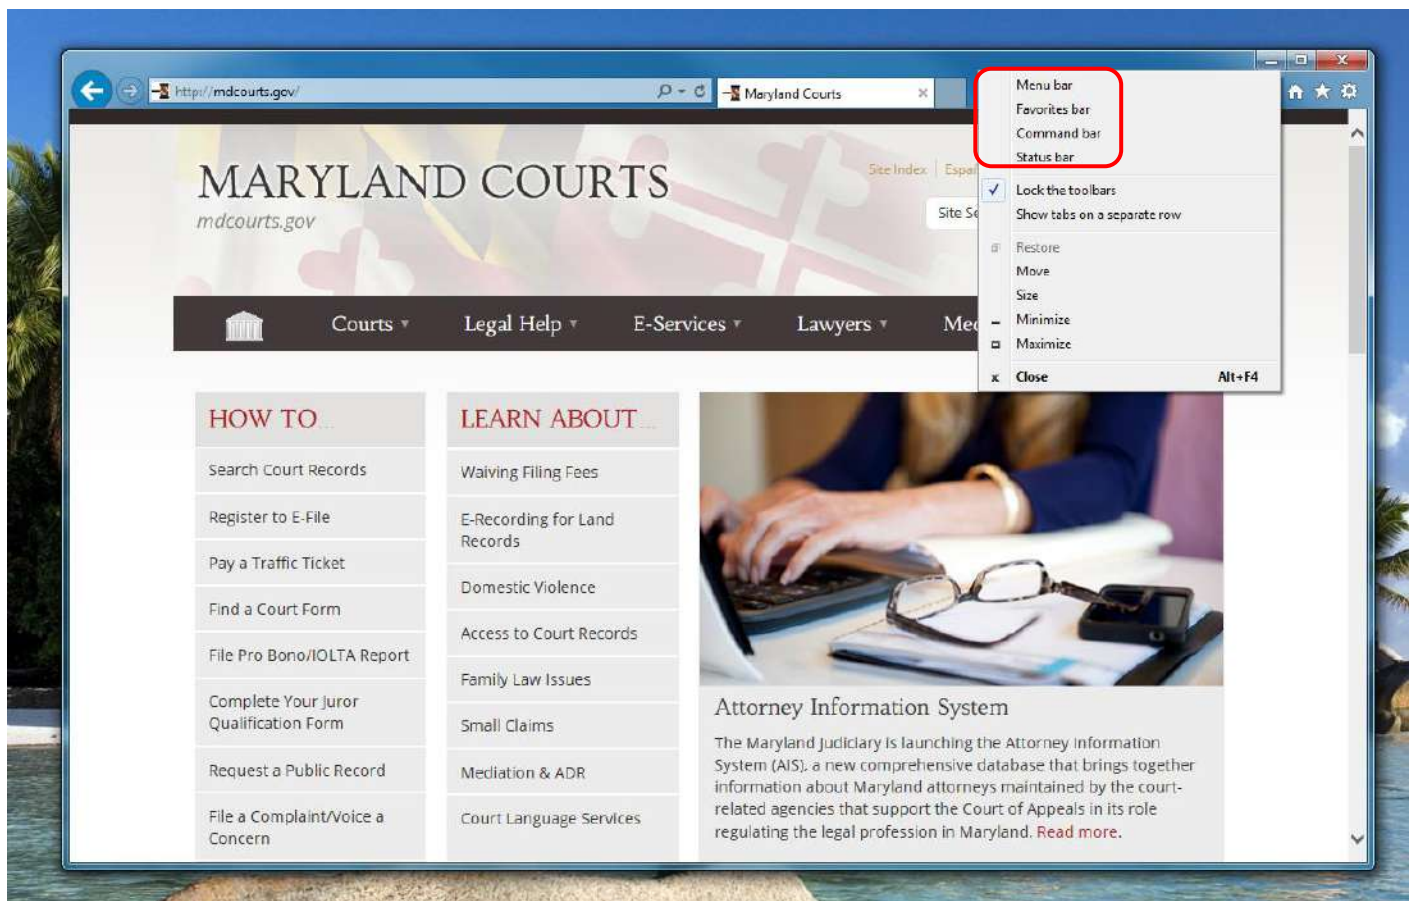 http://mdcourts.gov/
Maryland Courts
Menu bar
Favorites bar
Command bar
Status bar
Lock the toolbars
Show tabs on a separate row
Restore
Move
Size
Minimize
Maximize
Close Alt+F4
MARYLAND COURTS
mdcourts.gov
Site Index
Site
Courts
Legal Help
E-Services
Lawyers
HOW TO...
Search Court Records
Register to E-File
Pay a Traffic Ticket
Find a Court Form
File Pro Bono/IOLTA Report
Complete Your Juror
Qualification Form
Request a Public Record
File a Complaint/Voice a
Concern
LEARN ABOUT...
Waiving Filing Fees
E-Recording for Land
Records
Domestic Violence
Access to Court Records
Family Law Issues
Small Claims
Mediation & ADR
Court Language Services
Attorney Information System
The Maryland Judiciary is launching the Attorney Information
System (AIS), a new comprehensive database that brings together
information about Maryland attorneys maintained by the court-
related agencies that support the Court of Appeals in its role
regulating the legal profession in Maryland. Read more.